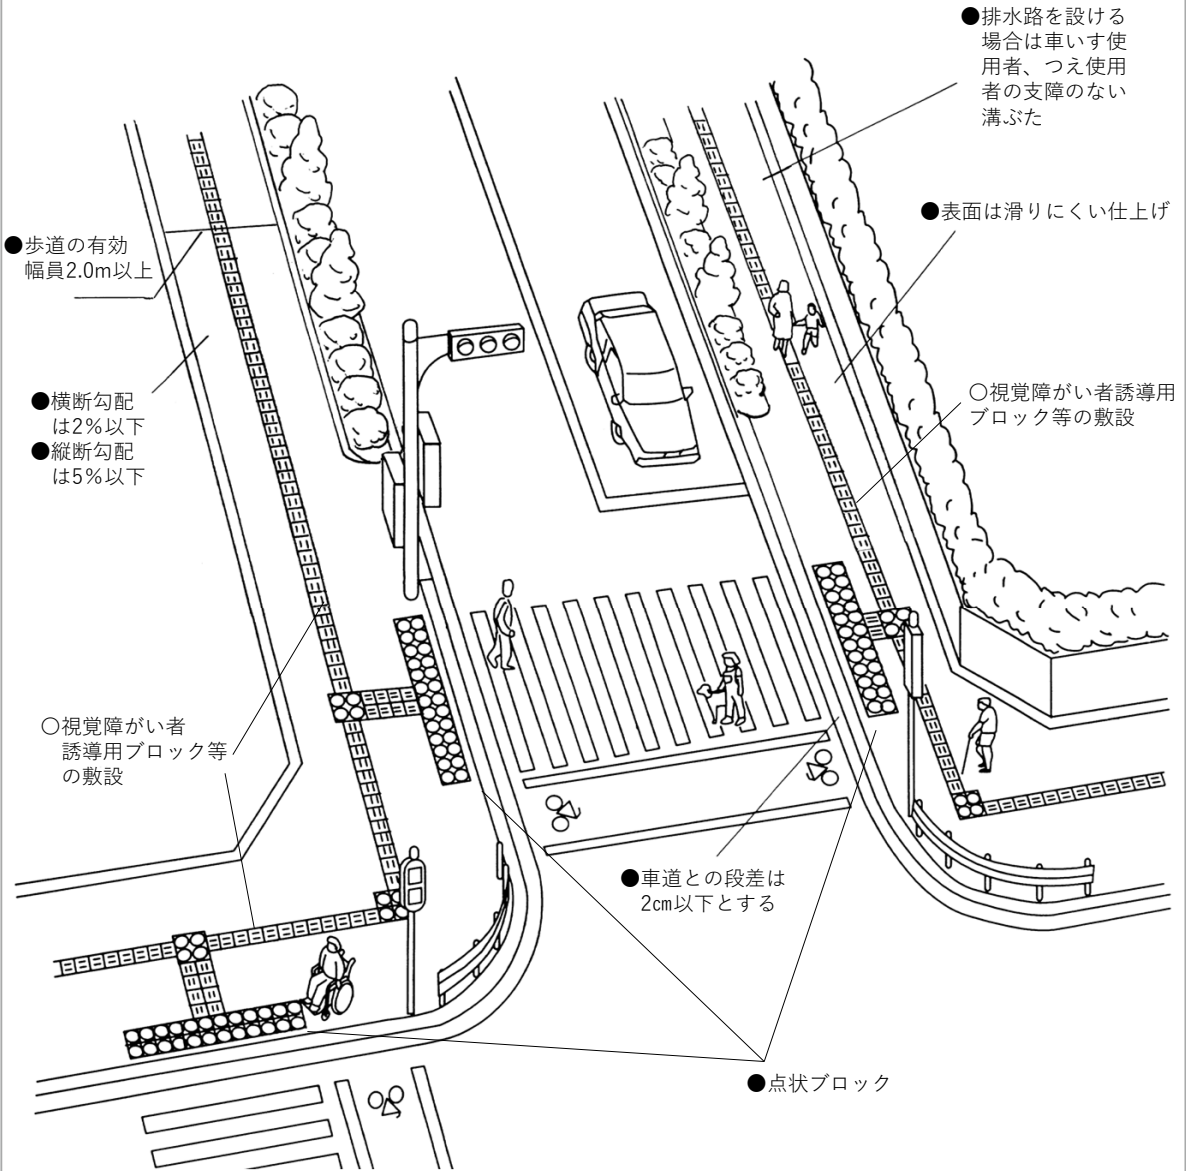 ●排水路を設ける
場合は車いす使
用者、つえ使用
者の支障のない
溝ぶた
●表面は滑りにくい仕上げ
●歩道の有効
幅員2.0m以上
●横断勾配
は2%以下
●縦断勾配
は5%以下
○視覚障がい者誘導用
ブロック等の敷設
○視覚障がい者
誘導用ブロック等
の敷設
●車道との段差は
2㎝以下とする
●点状ブロック